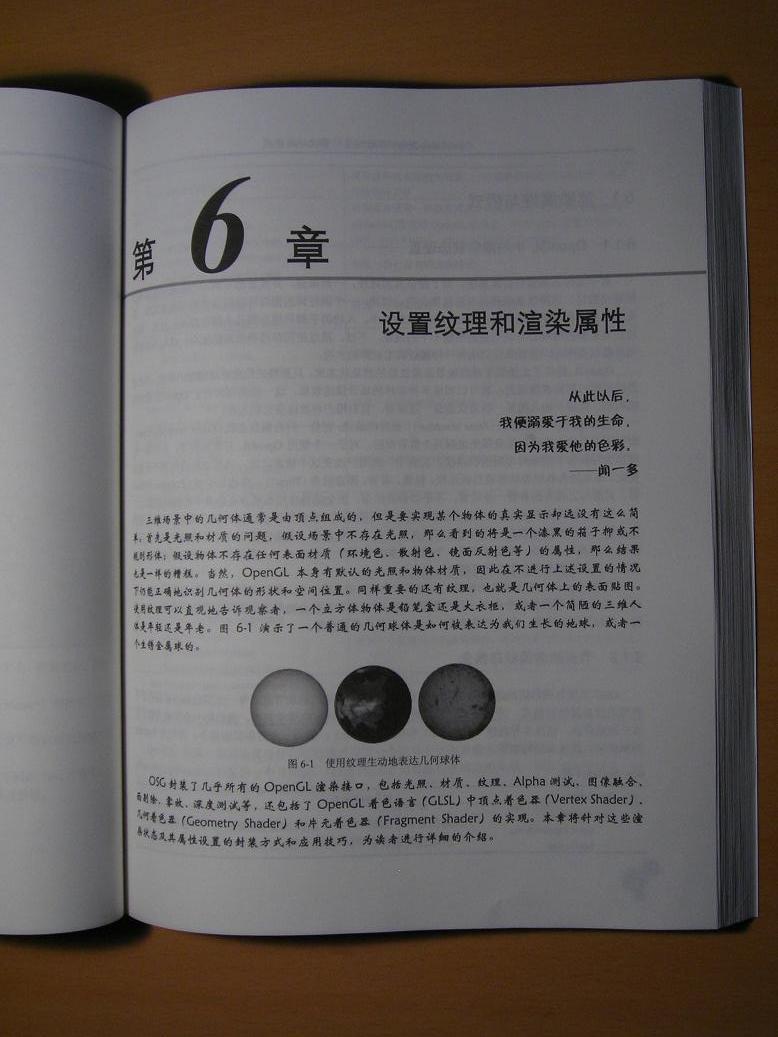 第 6 章
设置纹理和渲染属性
从此以后,
我便溺爱于我的生命,
因为我爱他的色彩。
——闻一多
三维场景中的几何体通常是由顶点组成的,但是要实现某个物体的真实显示却远没有这么简
单:首先是光照和材质的问题,假设场景中不存在光照,那么看到的将是一个漆黑的箱子抑或不
规则形体;假设物体不存在任何表面材质(环境色、散射色、镜面反射色等)的属性,那么结果
也是一样的糟糕。当然,OpenGL 本身有默认的光照和物体材质,因此在不进行上述设置的情况
下仍能正确地识别几何体的形状和空间位置。同样重要的还有纹理,也就是几何体上的表面贴图。
使用纹理可以直观地告诉观察者,一个立方体物体是铅笔盒还是大衣柜,或者一个简陋的三维人
体是年轻还是年老。图 6-1 演示了一个普通的几何球体是如何被表达为我们生长的地球,或者一
个生锈金属球的。
图 6-1 使用纹理生动地表达几何球体
OSG 封装了几乎所有的 OpenGL 渲染接口,包括光照、材质、纹理、Alpha 测试、图像融合、
面剔除、雾效、深度测试等,还包括了 OpenGL 着色语言(GLSL)中顶点着色器(Vertex Shader)、
几何着色器(Geometry Shader)和片元着色器(Fragment Shader)的实现。本章将针对这些渲
染状态及其属性设置的封装方式和应用技巧,为读者进行详细的介绍。